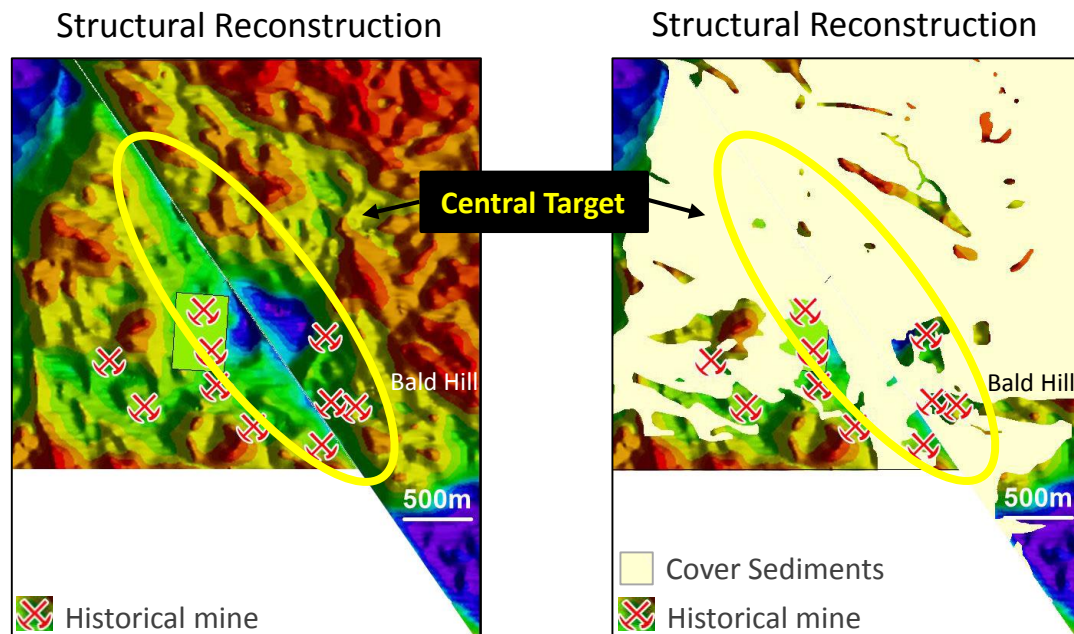 Structural Reconstruction
Structural Reconstruction
Central Target
Bald Hill
Bald Hill
500m
500m
Cover Sediments
Historical mine
Historical mine